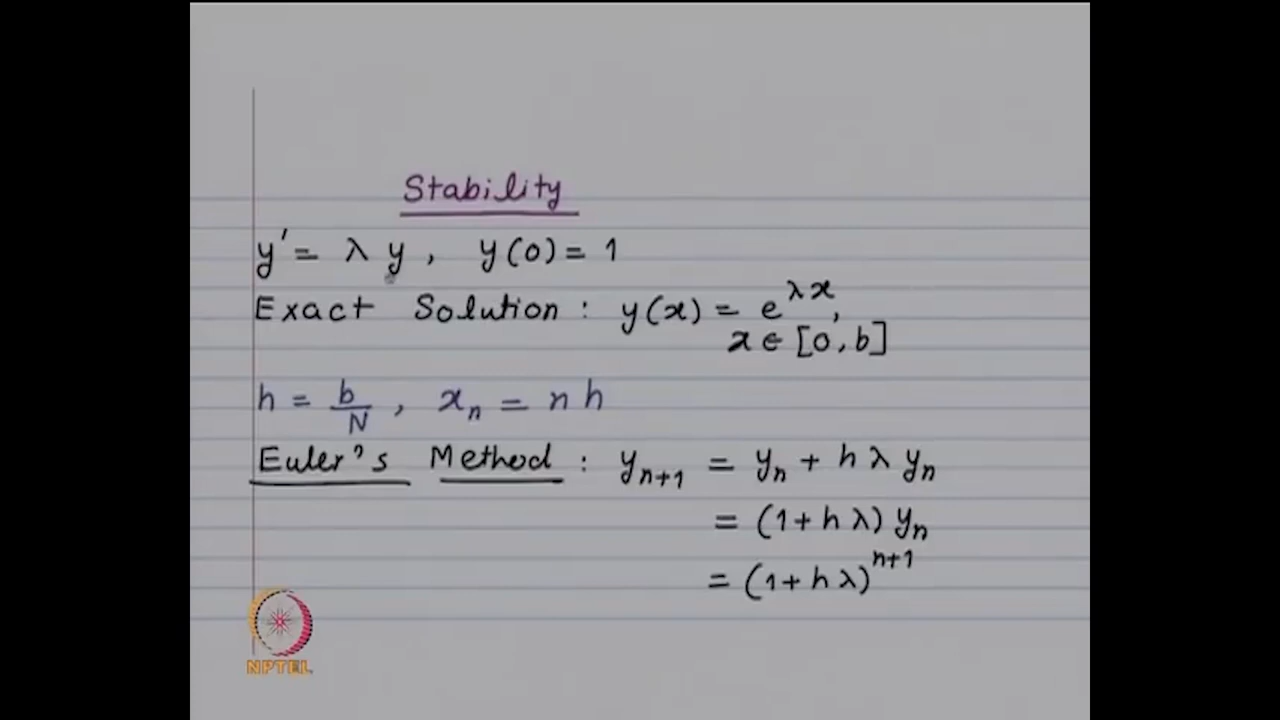 Stability
y' = λ y , y(0) = 1
Exact Solution : y(x) = e^{λx},
x ∈ [0, b]
h = b/N , x_n = n h
Euler's Method : y_{n+1} = y_n + h λ y_n
= (1 + h λ) y_n
= (1 + h λ)^{n+1}
NPTEL